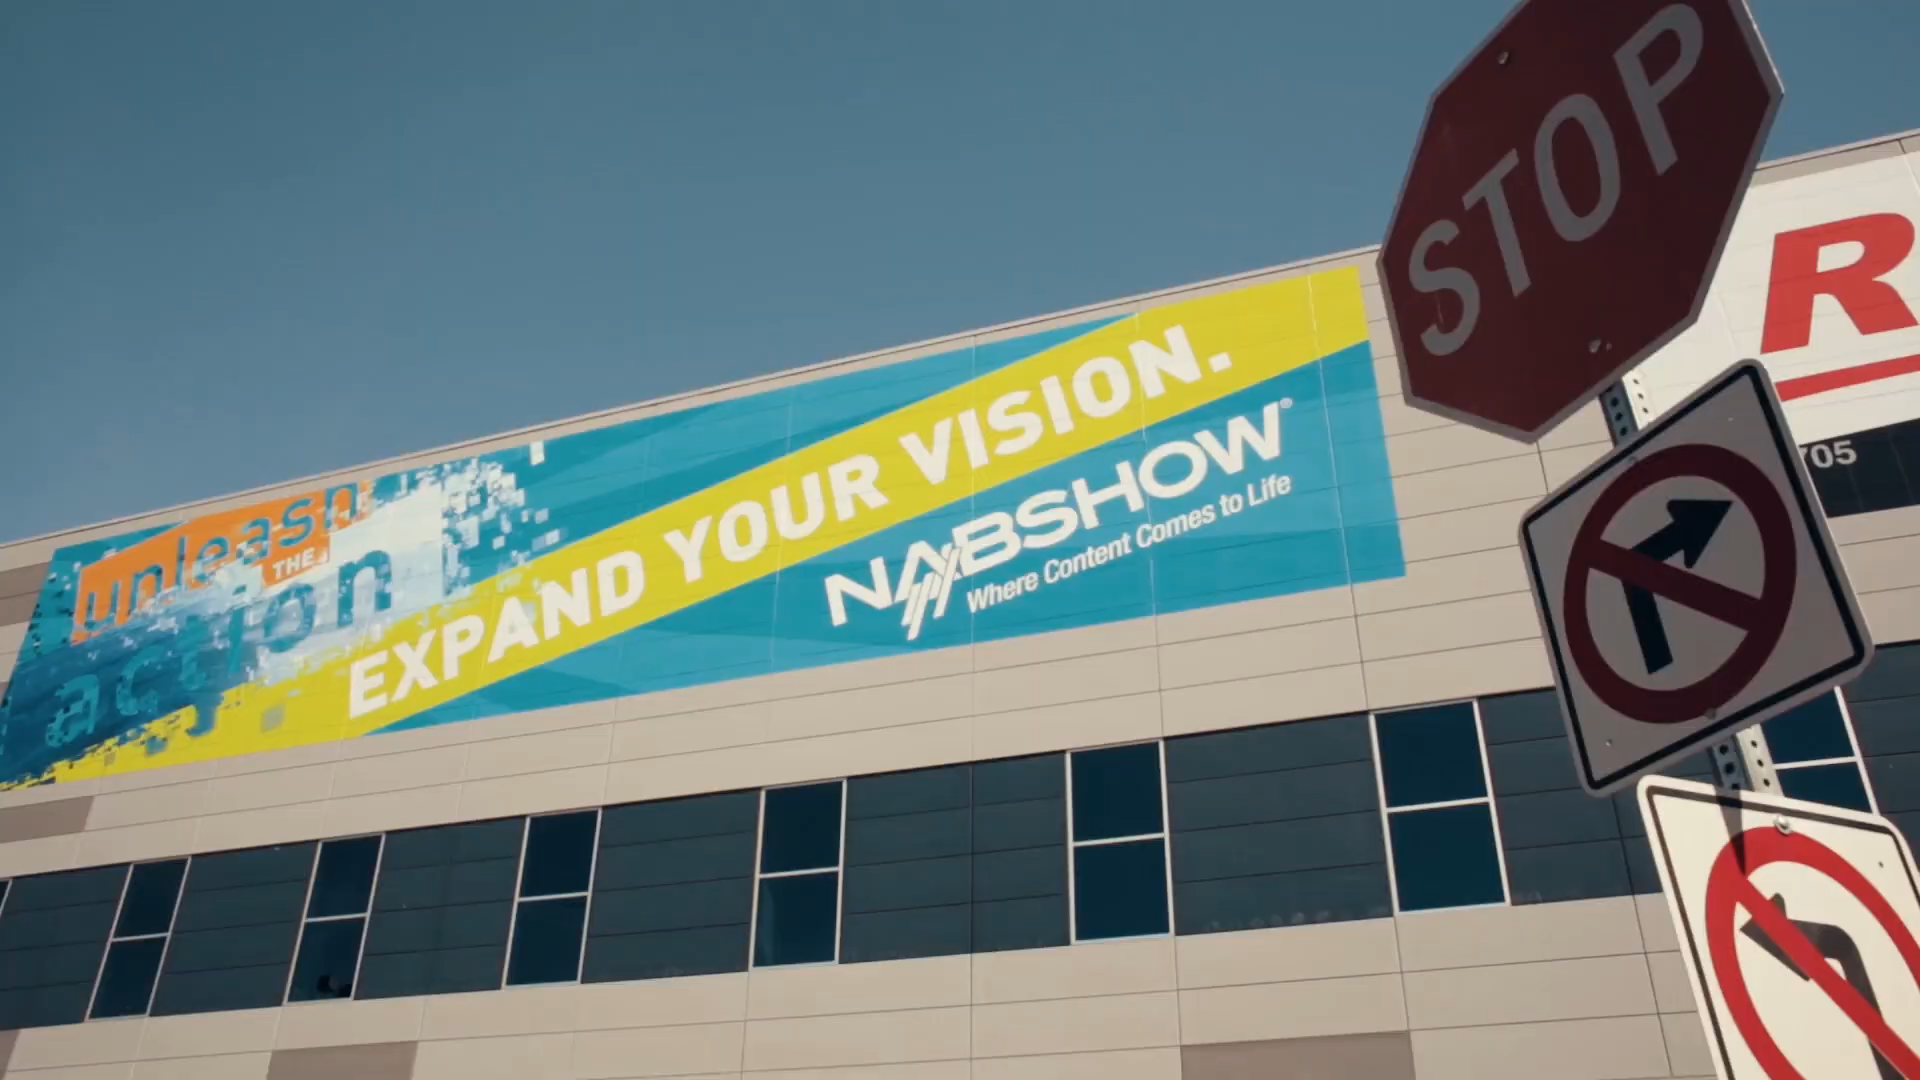 unleash
THE
action
EXPAND YOUR VISION.
NABSHOW®
Where Content Comes to Life
STOP
R
705